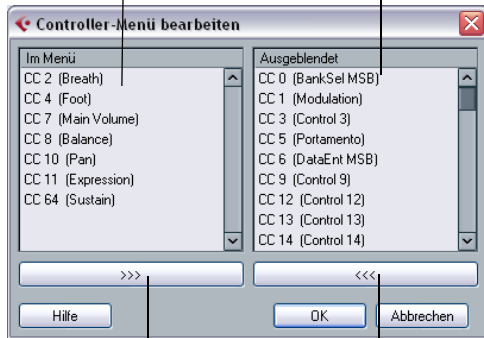 Controller-Menü bearbeiten
Im Menü
CC 2 (Breath)
CC 4 (Foot)
CC 7 (Main Volume)
CC 8 (Balance)
CC 10 (Pan)
CC 11 (Expression)
CC 64 (Sustain)
Ausgeblendet
CC 0 (BankSel MSB)
CC 1 (Modulation)
CC 3 (Control 3)
CC 5 (Portamento)
CC 6 (DataEnt MSB)
CC 9 (Control 9)
CC 12 (Control 12)
CC 13 (Control 13)
CC 14 (Control 14)
>>>
<<<
Hilfe
OK
Abbrechen